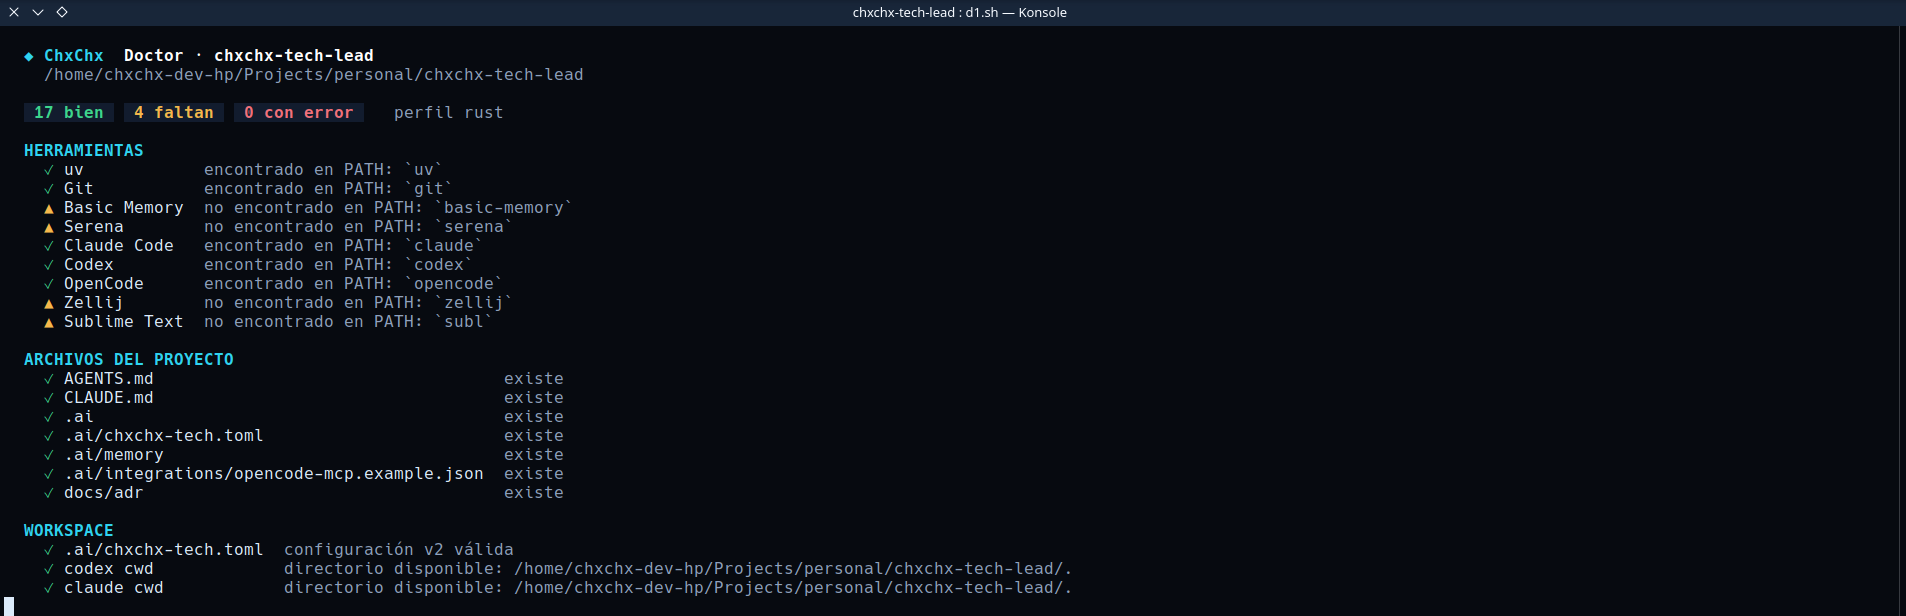 chxchx-tech-lead : d1.sh — Konsole
◆ ChxChx  Doctor · chxchx-tech-lead
/home/chxchx-dev-hp/Projects/personal/chxchx-tech-lead
17 bien  4 faltan  0 con error  perfil rust
HERRAMIENTAS
✓ uv  encontrado en PATH: `uv`
✓ Git  encontrado en PATH: `git`
▲ Basic Memory  no encontrado en PATH: `basic-memory`
▲ Serena  no encontrado en PATH: `serena`
✓ Claude Code  encontrado en PATH: `claude`
✓ Codex  encontrado en PATH: `codex`
✓ OpenCode  encontrado en PATH: `opencode`
▲ Zellij  no encontrado en PATH: `zellij`
▲ Sublime Text  no encontrado en PATH: `subl`
ARCHIVOS DEL PROYECTO
✓ AGENTS.md  existe
✓ CLAUDE.md  existe
✓ .ai  existe
✓ .ai/chxchx-tech.toml  existe
✓ .ai/memory  existe
✓ .ai/integrations/opencode-mcp.example.json  existe
✓ docs/adr  existe
WORKSPACE
✓ .ai/chxchx-tech.toml  configuración v2 válida
✓ codex cwd  directorio disponible: /home/chxchx-dev-hp/Projects/personal/chxchx-tech-lead/.
✓ claude cwd  directorio disponible: /home/chxchx-dev-hp/Projects/personal/chxchx-tech-lead/.